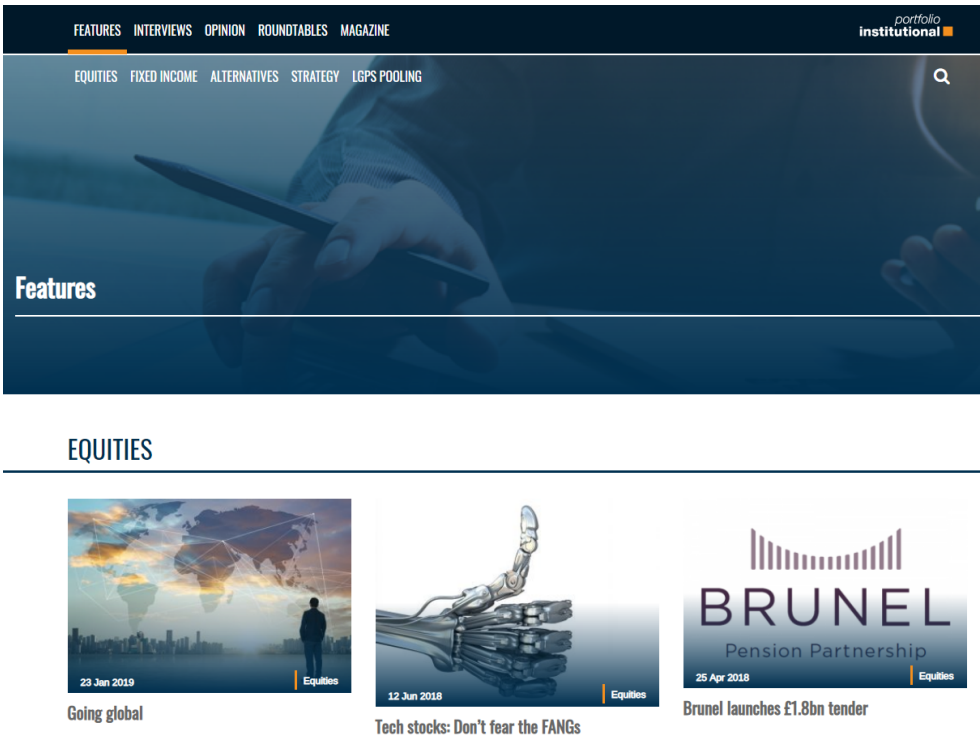 FEATURES INTERVIEWS OPINION ROUNDTABLES MAGAZINE
portfolio
institutional
EQUITIES FIXED INCOME ALTERNATIVES STRATEGY LGPS POOLING
Features
EQUITIES
23 Jan 2019 Equities
Going global
12 Jun 2018 Equities
Tech stocks: Don't fear the FANGs
BRUNEL
Pension Partnership
25 Apr 2018 Equities
Brunel launches £1.8bn tender